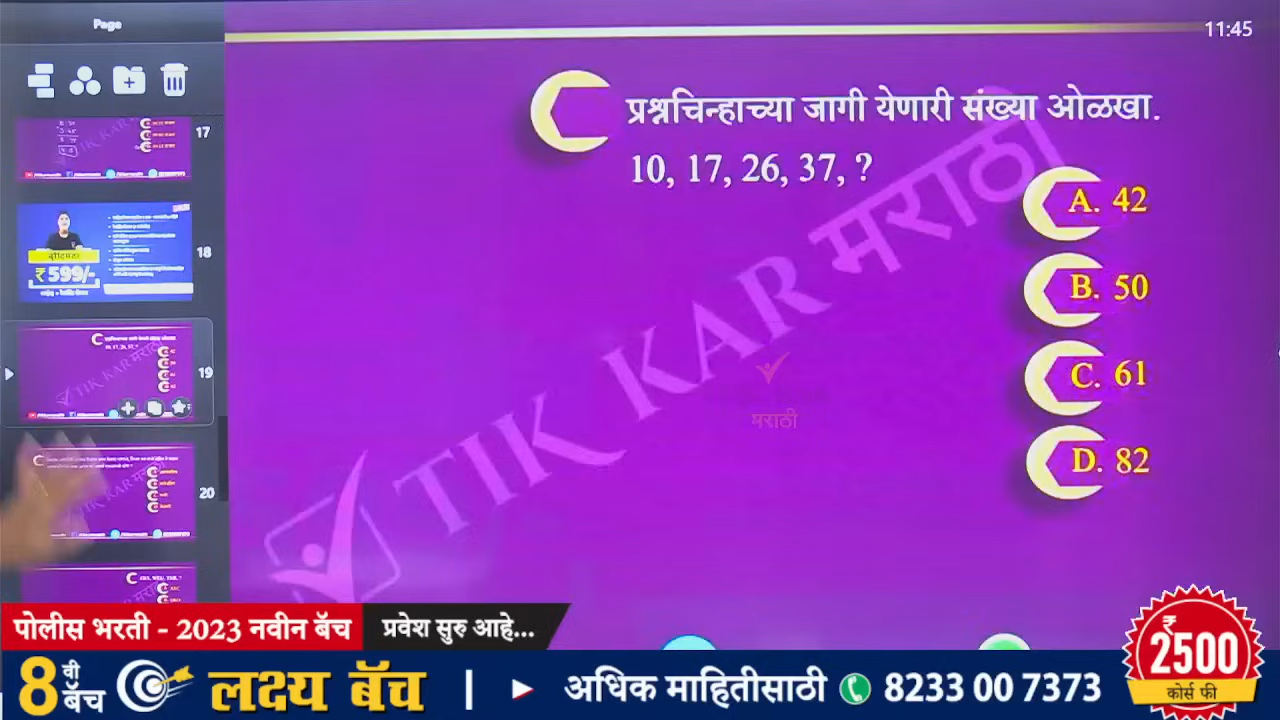 Page
11:45
17
18
₹599/-
19
20
प्रश्नचिन्हाच्या जागी येणारी संख्या ओळखा.
10, 17, 26, 37, ?
A. 42
B. 50
C. 61
D. 82
TIK KAR मराठी
मराठी
पोलीस भरती - 2023 नवीन बॅच
प्रवेश सुरु आहे...
8 वी बॅच
लक्ष्य बॅच
| ► अधिक माहितीसाठी 8233 00 7373
₹ 2500
कोर्स फी